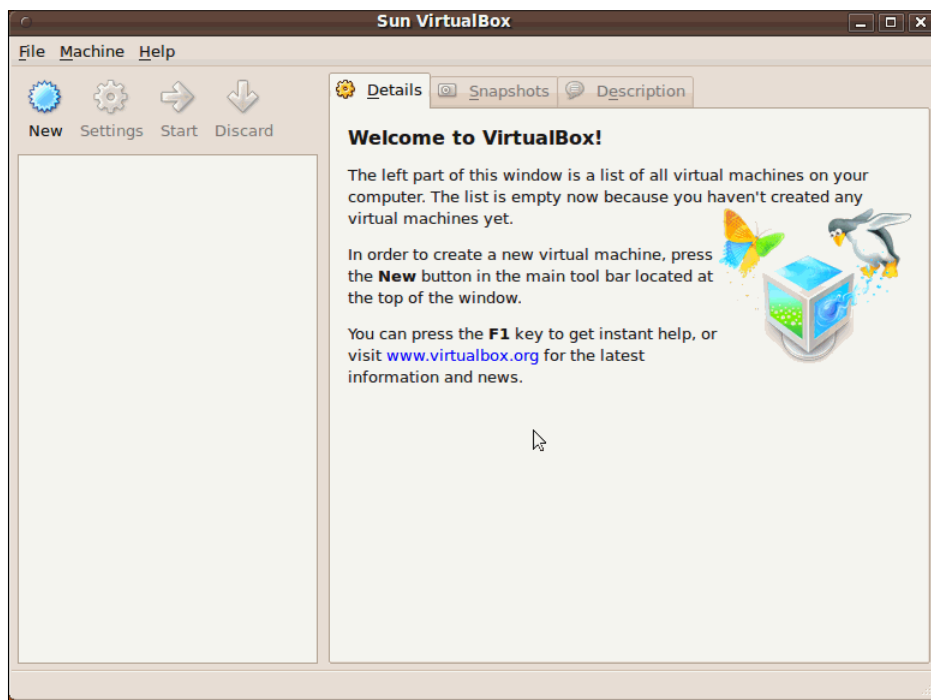 Sun VirtualBox
File Machine Help
New Settings Start Discard
Details Snapshots Description
Welcome to VirtualBox!
The left part of this window is a list of all virtual machines on your
computer. The list is empty now because you haven't created any
virtual machines yet.
In order to create a new virtual machine, press
the New button in the main tool bar located at
the top of the window.
You can press the F1 key to get instant help, or
visit www.virtualbox.org for the latest
information and news.